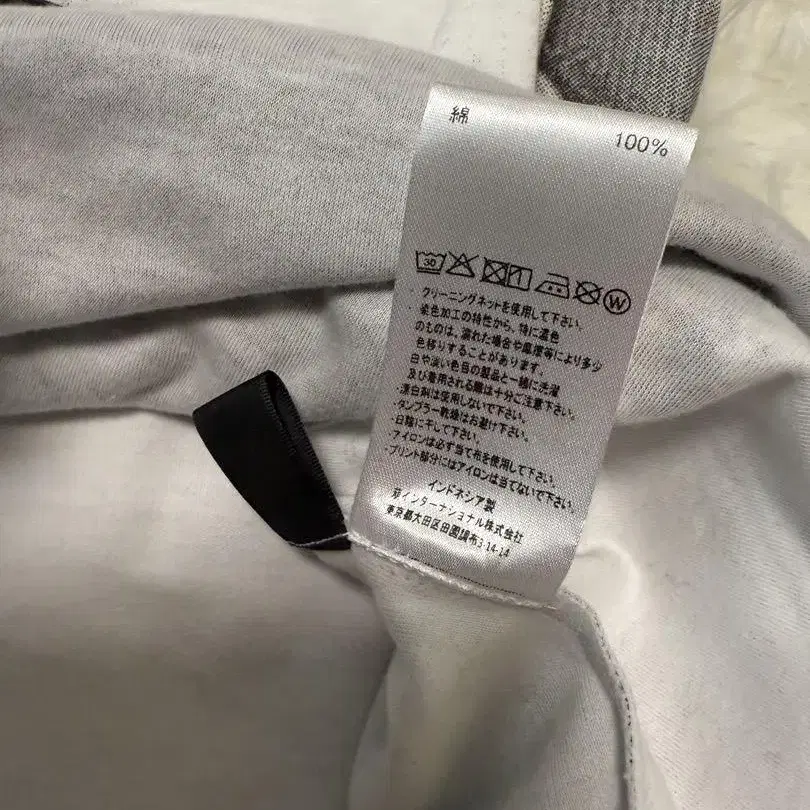 綿
100%
30
W
・クリーニングネットを使用して下さい。
・染色加工の特性から、特に濃色
のものは、濡れた場合や摩擦等により多少
色移りすることがあります。
白や淡い色目の製品と一緒に洗濯
及び着用される際は十分ご注意下さい。
・漂白剤は使用しないで下さい。
・タンブラー乾燥はお避け下さい。
・日陰に干して下さい。
・アイロンは必ず当て布を使用して下さい。
・プリント部分にはアイロンは当てないで下さい。
インドネシア製
インターナショナル株式会社
東京都大田区田園調布3-14-14